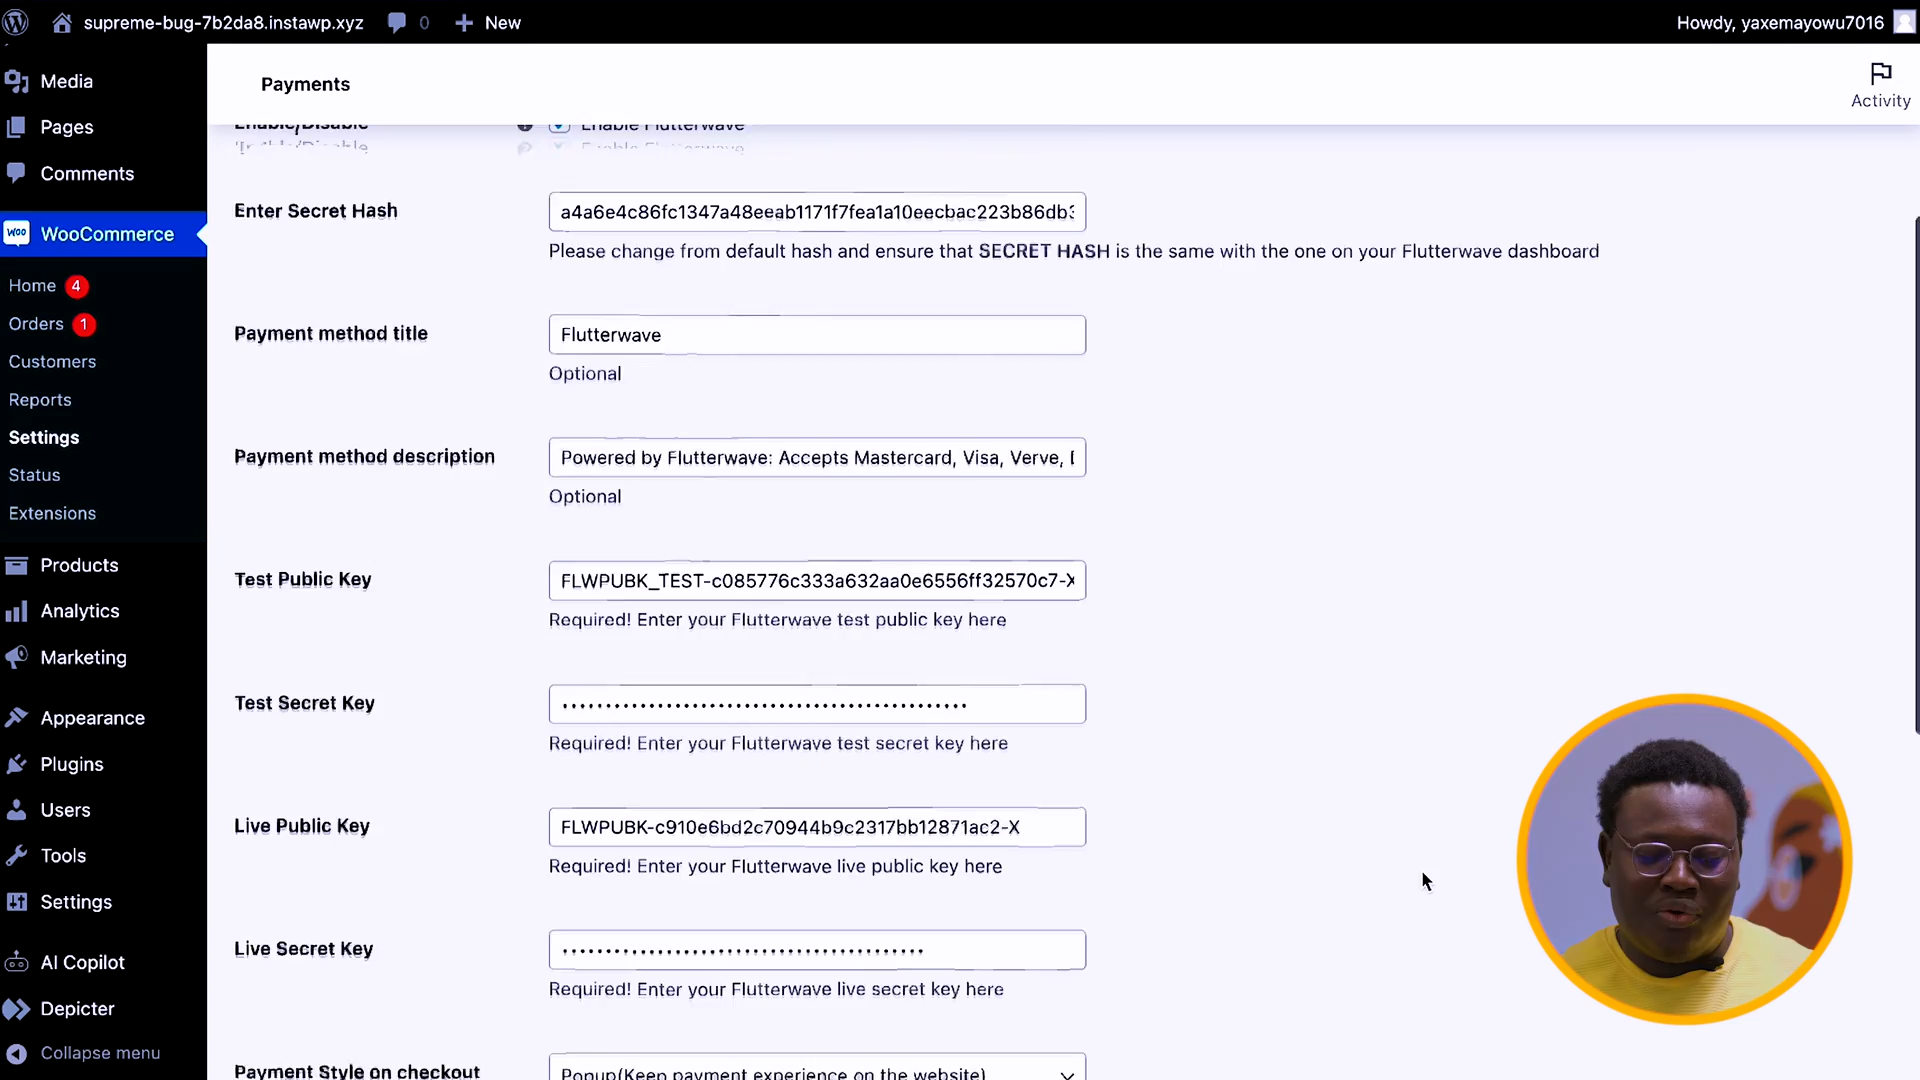 supreme-bug-7b2da8.instawp.xyz
0
New
Howdy, yaxemayowu7016
Media
Pages
Comments
WooCommerce
Home 4
Orders 1
Customers
Reports
Settings
Status
Extensions
Products
Analytics
Marketing
Appearance
Plugins
Users
Tools
Settings
AI Copilot
Depicter
Collapse menu
Payments
Activity
Enable/Disable
Enable Flutterwave
Enter Secret Hash
a4a6e4c86fc1347a48eeab1171f7fea1a10eecbac223b86db3
Please change from default hash and ensure that SECRET HASH is the same with the one on your Flutterwave dashboard
Payment method title
Flutterwave
Optional
Payment method description
Powered by Flutterwave: Accepts Mastercard, Visa, Verve,
Optional
Test Public Key
FLWPUBK_TEST-c085776c333a632aa0e6556ff32570c7-X
Required! Enter your Flutterwave test public key here
Test Secret Key
Required! Enter your Flutterwave test secret key here
Live Public Key
FLWPUBK-c910e6bd2c70944b9c2317bb12871ac2-X
Required! Enter your Flutterwave live public key here
Live Secret Key
Required! Enter your Flutterwave live secret key here
Payment Style on checkout
Popup(Keep payment experience on the website)